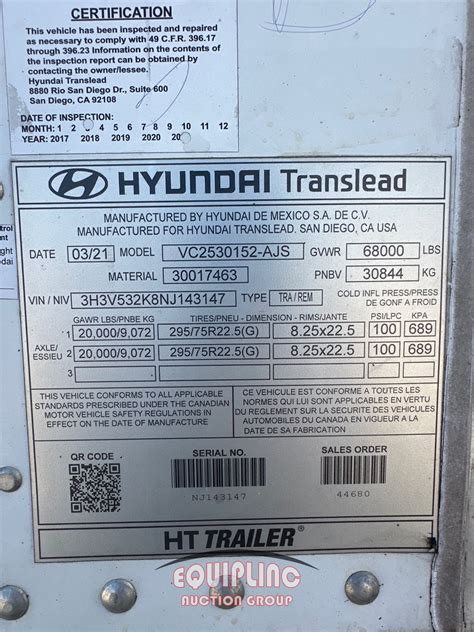 CERTIFICATION
This vehicle has been inspected and repaired
as necessary to comply with 49 C.F.R. 396.17
through 396.23 Information on the contents of
the inspection report can be obtained by
contacting the owner/lessee.
Hyundai Translead
8880 Rio San Diego Dr., Suite 600
San Diego, CA 92108
DATE OF INSPECTION:
MONTH: 1 2 3 4 5 6 7 8 9 10 11 12
YEAR: 2017 2018 2019 2020
HYUNDAI Translead
MANUFACTURED BY HYUNDAI DE MEXICO S.A. DE C.V.
MANUFACTURED FOR HYUNDAI TRANSLEAD. SAN DIEGO, CA USA
DATE 03/21 MODEL VC2530152-AJS GVWR 68000 LBS
MATERIAL 30017463 PNBV 30844 KG
VIN / NIV 3H3V532K8NJ143147 TYPE TRA / REM COLD INFL PRESS/PRESS DE GONF A FROID
GAWR LBS/PNBE KG TIRES/PNEU - DIMENSION - RIMS/JANTE PSI/LPC KPA
AXLE/ESSIEU
1 20,000/9,072 295/75R22.5(G) 8.25x22.5 100 689
2 20,000/9,072 295/75R22.5(G) 8.25x22.5 100 689
3
THIS VEHICLE CONFORMS TO ALL APPLICABLE
STANDARDS PRESCRIBED UNDER THE CANADIAN
MOTOR VEHICLE SAFETY REGULATIONS IN
EFFECT ON THE DATE OF MANUFACTURE
CE VEHICULE EST CONFORME A TOUTES LES
NORMES QUI LUI SONT APPLICABLES EN VERTU
DU REGLEMENT SUR LA SECURITE DES VEHICULES
AUTOMOBILES DU CANADA EN VIGUEUR A LA
DATE DE SA FABRICATION
QR CODE
SERIAL NO.
NJ143147
SALES ORDER
44680
HT TRAILER®
EQUIPLINC
AUCTION GROUP